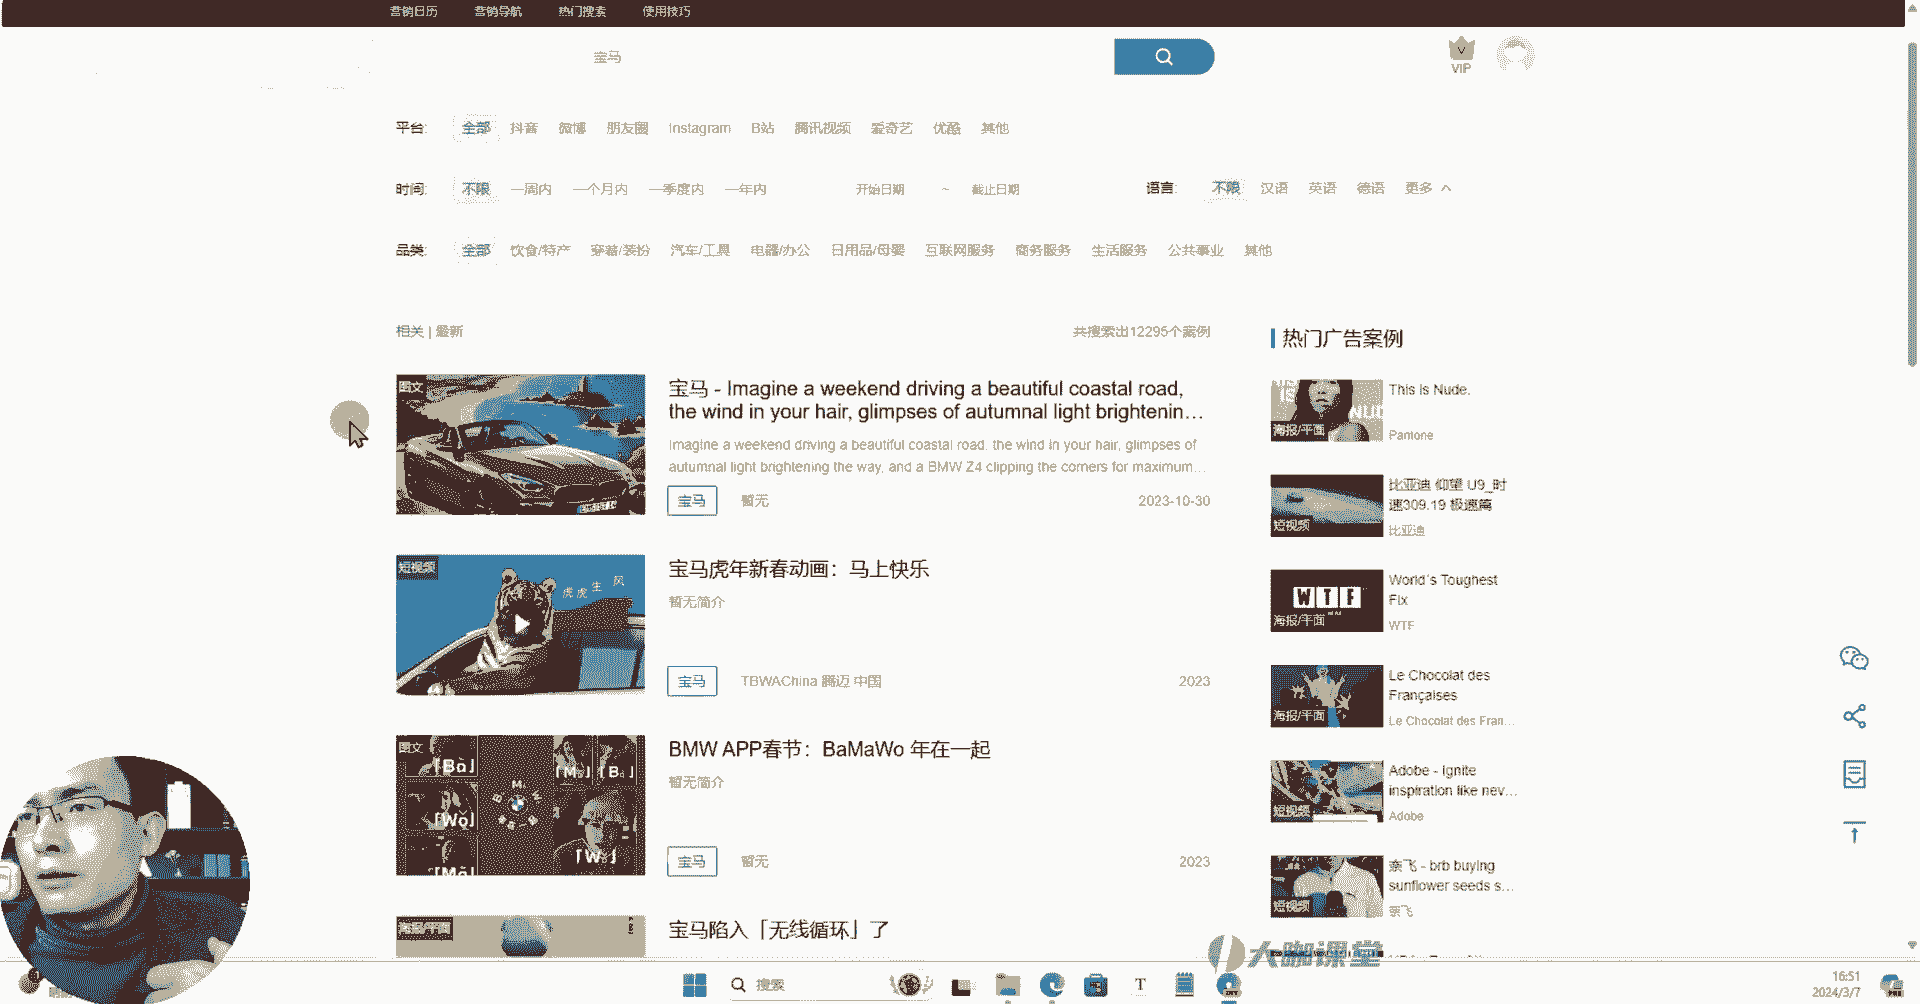 营销日历 营销导航 热门搜索 使用技巧
宝马
VIP
平台: 全部 抖音 微博 朋友圈 Instagram B站 腾讯视频 爱奇艺 优酷 其他
时间: 不限 一周内 一个月内 一季度内 一年内 开始日期 ~ 截止日期 语言: 不限 汉语 英语 德语 更多
品类: 全部 饮食/特产 穿着/装扮 汽车/工具 电器/办公 日用品/母婴 互联网服务 商务服务 生活服务 公共事业 其他
相关 | 最新 共搜索出12295个案例
图文
宝马 - Imagine a weekend driving a beautiful coastal road,
the wind in your hair, glimpses of autumnal light brightenin…
Imagine a weekend driving a beautiful coastal road, the wind in your hair, glimpses of
autumnal light brightening the way, and a BMW Z4 clipping the corners for maximum…
宝马 暂无 2023-10-30
短视频
虎虎生风
宝马虎年新春动画：马上快乐
暂无简介
宝马 TBWAChina 腾迈 中国 2023
图文
「Bà」
「Wǒ」
BMW APP春节：BaMaWo 年在一起
暂无简介
宝马 暂无 2023
海报/平面
宝马陷入「无线循环」了
热门广告案例
海报/平面
This is Nude.
Pantone
短视频
比亚迪 仰望 U9_时
速309.19 极速篇
比亚迪
WTF
海报/平面
World's Toughest
Fix
WTF
海报/平面
Le Chocolat des
Françaises
Le Chocolat des Fran…
短视频
Adobe - Ignite
inspiration like nev…
Adobe
短视频
奈飞 - brb buying
sunflower seeds s…
奈飞
大咖课堂
搜索
16:51
2024/3/7